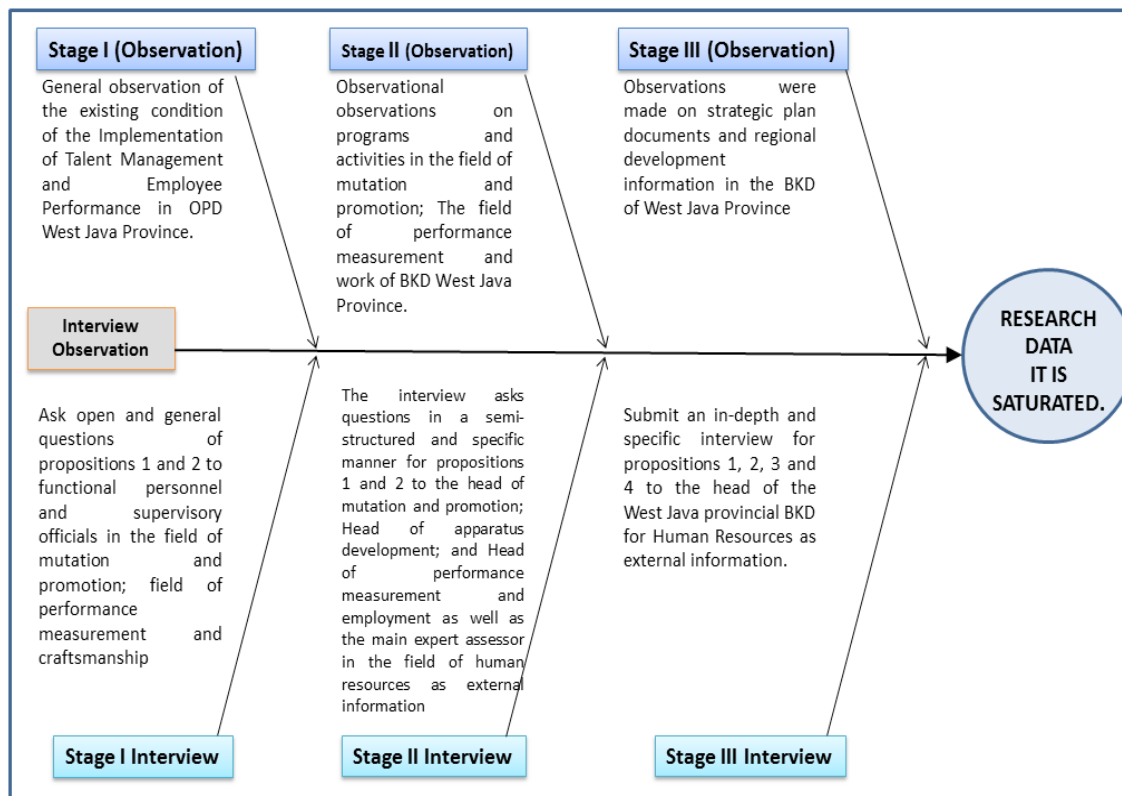 Stage I (Observation)
General observation of
the existing condition
of the Implementation
of Talent Management
and Employee
Performance in OPD
West Java Province.
Stage II (Observation)
Observational
observations on
programs and
activities in the field of
mutation and
promotion; The field
of performance
measurement and
work of BKD West Java
Province.
Stage III (Observation)
Observations were
made on strategic plan
documents and regional
development
information in the BKD
of West Java Province
Interview
Observation
RESEARCH
DATA
IT IS
SATURATED.
Ask open and general
questions of
propositions 1 and 2 to
functional personnel
and supervisory
officials in the field of
mutation and
promotion; field of
performance
measurement and
craftsmanship
Stage I Interview
The interview asks
questions in a semi-
structured and specific
manner for propositions
1 and 2 to the head of
mutation and promotion;
Head of apparatus
development; and Head
of performance
measurement and
employment as well as
the main expert assessor
in the field of human
resources as external
information
Stage II Interview
Submit an in-depth and
specific interview for
propositions 1, 2, 3 and
4 to the head of the
West Java provincial BKD
for Human Resources as
external information.
Stage III Interview